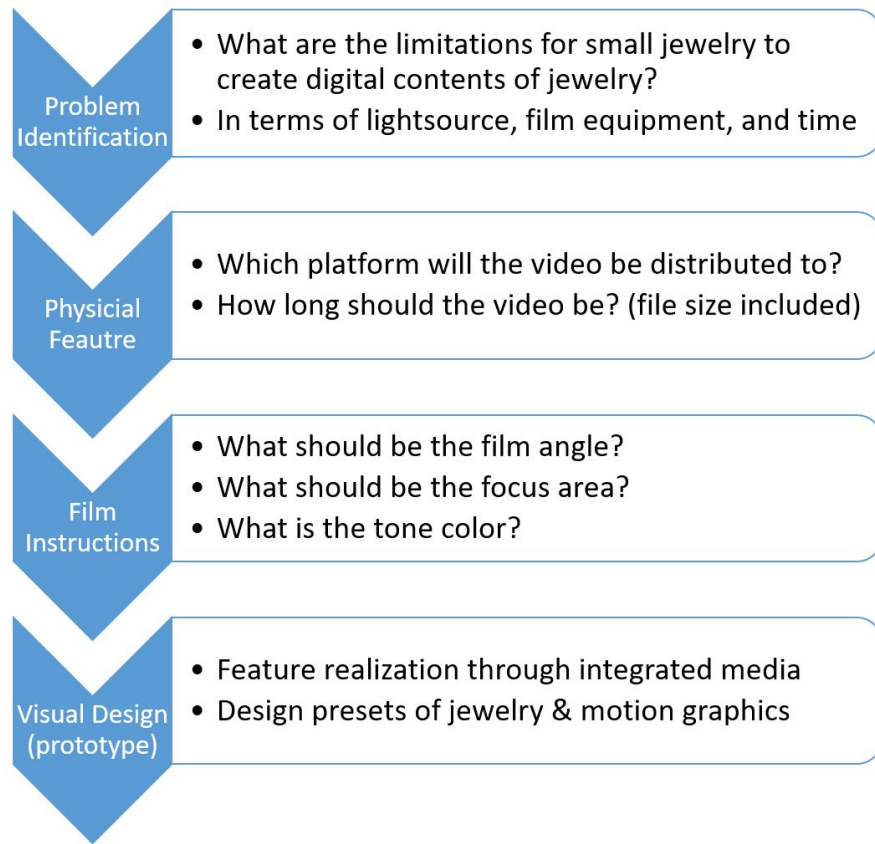 Problem
Identification
• What are the limitations for small jewelry to
create digital contents of jewelry?
• In terms of lightsource, film equipment, and time
Physicial
Feautre
• Which platform will the video be distributed to?
• How long should the video be? (file size included)
Film
Instructions
• What should be the film angle?
• What should be the focus area?
• What is the tone color?
Visual Design
(prototype)
• Feature realization through integrated media
• Design presets of jewelry & motion graphics